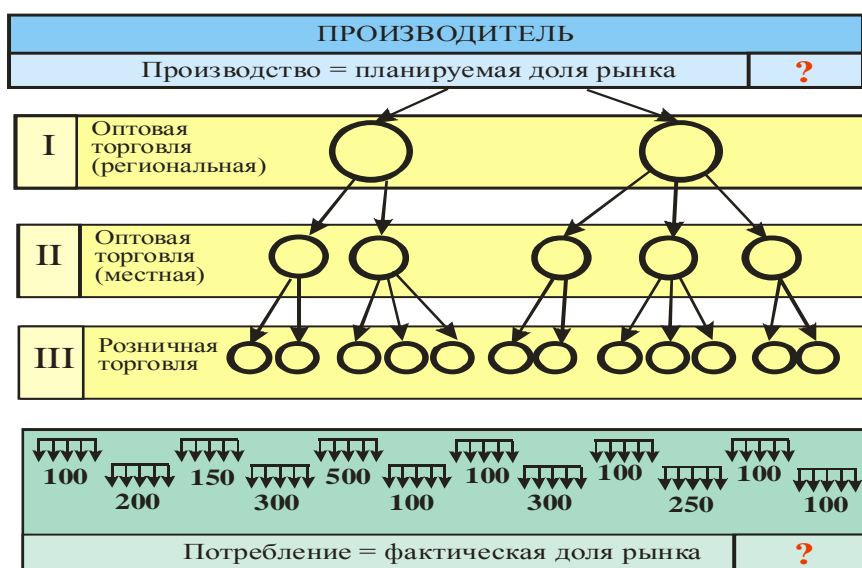 ПРОИЗВОДИТЕЛЬ
Производство = планируемая доля рынка ?
I Оптовая
торговля
(региональная)
II Оптовая
торговля
(местная)
III Розничная
торговля
100 150 500 100 100 100
200 300 100 300 250 100
Потребление = фактическая доля рынка ?